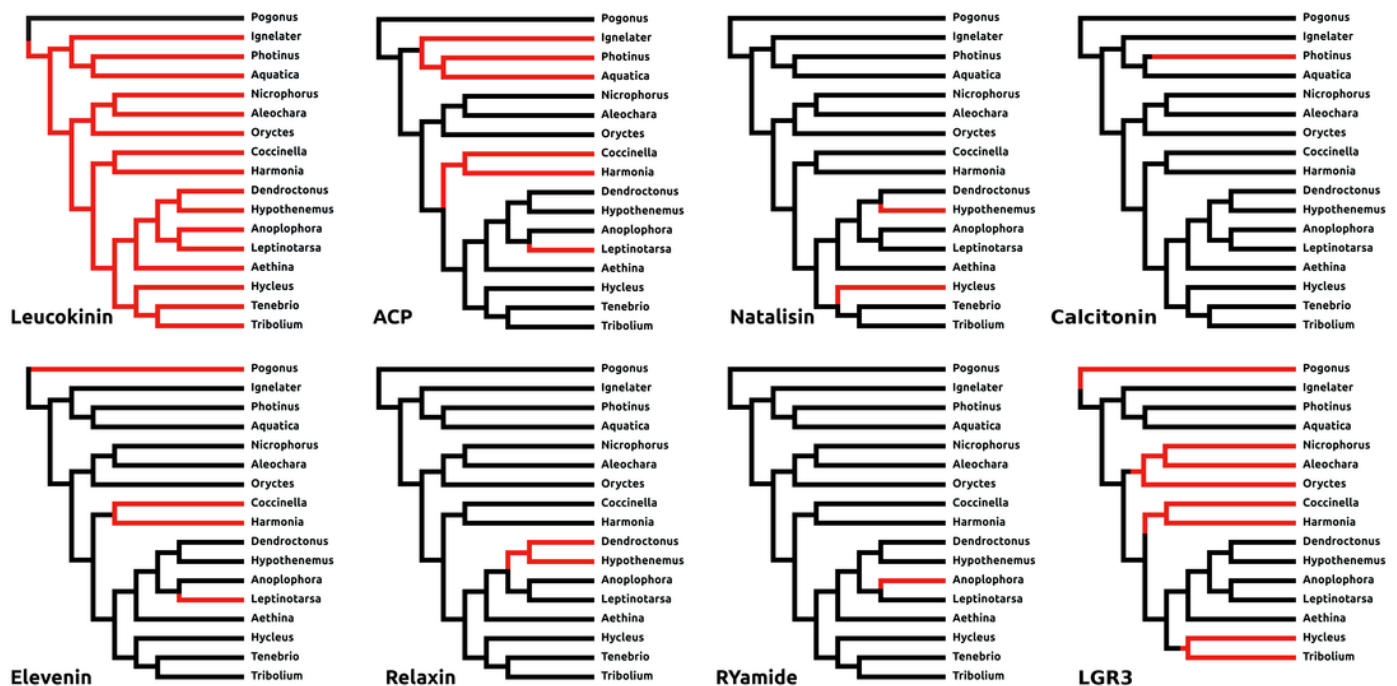 Pogonus
Ignelater
Photinus
Aquatica
Nicrophorus
Aleochara
Oryctes
Coccinella
Harmonia
Dendroctonus
Hypothenemus
Anoplophora
Leptinotarsa
Aethina
Hycleus
Tenebrio
Tribolium
Leucokinin
Pogonus
Ignelater
Photinus
Aquatica
Nicrophorus
Aleochara
Oryctes
Coccinella
Harmonia
Dendroctonus
Hypothenemus
Anoplophora
Leptinotarsa
Aethina
Hycleus
Tenebrio
Tribolium
ACP
Pogonus
Ignelater
Photinus
Aquatica
Nicrophorus
Aleochara
Oryctes
Coccinella
Harmonia
Dendroctonus
Hypothenemus
Anoplophora
Leptinotarsa
Aethina
Hycleus
Tenebrio
Tribolium
Natalisin
Pogonus
Ignelater
Photinus
Aquatica
Nicrophorus
Aleochara
Oryctes
Coccinella
Harmonia
Dendroctonus
Hypothenemus
Anoplophora
Leptinotarsa
Aethina
Hycleus
Tenebrio
Tribolium
Calcitonin
Pogonus
Ignelater
Photinus
Aquatica
Nicrophorus
Aleochara
Oryctes
Coccinella
Harmonia
Dendroctonus
Hypothenemus
Anoplophora
Leptinotarsa
Aethina
Hycleus
Tenebrio
Tribolium
Elevenin
Pogonus
Ignelater
Photinus
Aquatica
Nicrophorus
Aleochara
Oryctes
Coccinella
Harmonia
Dendroctonus
Hypothenemus
Anoplophora
Leptinotarsa
Aethina
Hycleus
Tenebrio
Tribolium
Relaxin
Pogonus
Ignelater
Photinus
Aquatica
Nicrophorus
Aleochara
Oryctes
Coccinella
Harmonia
Dendroctonus
Hypothenemus
Anoplophora
Leptinotarsa
Aethina
Hycleus
Tenebrio
Tribolium
RYamide
Pogonus
Ignelater
Photinus
Aquatica
Nicrophorus
Aleochara
Oryctes
Coccinella
Harmonia
Dendroctonus
Hypothenemus
Anoplophora
Leptinotarsa
Aethina
Hycleus
Tribolium
LGR3